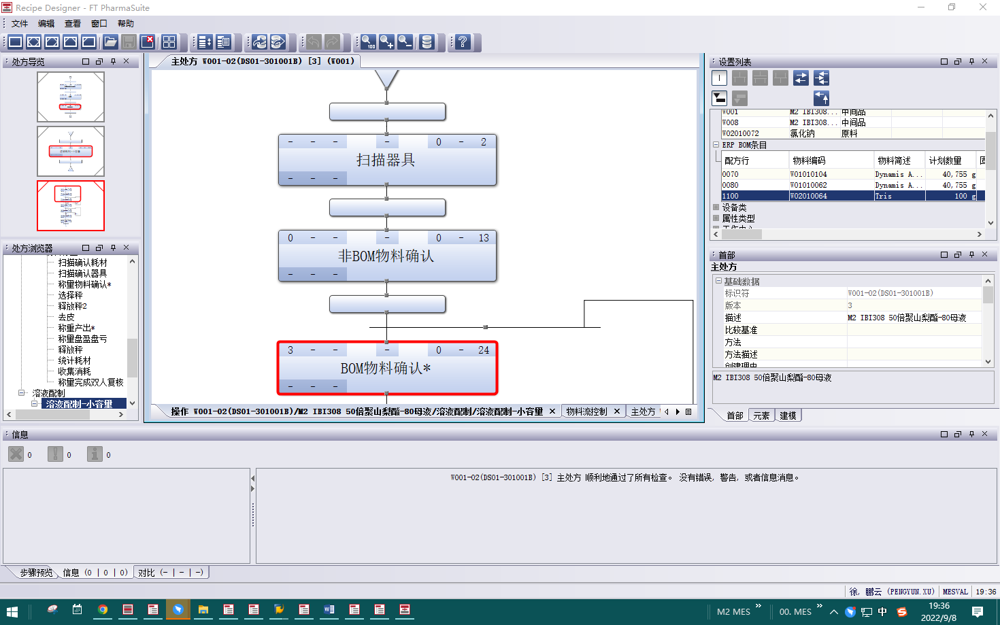 Recipe Designer - FT PharmaSuite
文件 编辑 查看 窗口 帮助
处方导览
主处方 W001-02(DS01-301001B) [3] (W001)
设置列表
W001 M2 IBI308... 中间品
W008 M2 IBI308... 中间品
W02010072 氯化钠 原料
ERP BOM条目
配方行 物料编码 物料简述 计划数量 固
0070 W01010104 Dynamis A... 40,755 g
0080 W01010062 Dynamis A... 40,755 g
1100 W02010064 Tris 100 g
设备类
属性类型
工作中心
- - - - 0 - 2
扫描器具
- - -
0 - - - 0 - 13
非BOM物料确认
- - -
3 - - - 0 - 24
BOM物料确认*
- - -
处方浏览器
扫描确认耗材
扫描确认器具
称量物料确认*
选择秤
释放秤2
去皮
称重产出*
称量盘盈盘亏
释放秤
统计耗材
收集消耗
称量完成双人复核
溶液配制
溶液配制-小容量
首部
主处方
基础数据
标识符 W001-02(DS01-301001B)
版本 3
描述 M2 IBI308 50倍聚山梨酯-80母液
比较基准
方法
方法描述
创建理由
M2 IBI308 50倍聚山梨酯-80母液
首部 元素 建模
操作 W001-02(DS01-301001B)/M2 IBI308 50倍聚山梨酯-80母液/溶液配制/溶液配制-小容量 物料流控制 主处方
信息
0 0 0
W001-02(DS01-301001B) [3] 主处方 顺利地通过了所有检查。 没有错误, 警告, 或者信息消息。
步骤预览 信息 (0 | 0 | 0) 对比 (- | - | -)
徐, 鹏云 (PENGYUN.XU) MESVAL 19:36
M2 MES 00. MES 中 19:36
2022/9/8